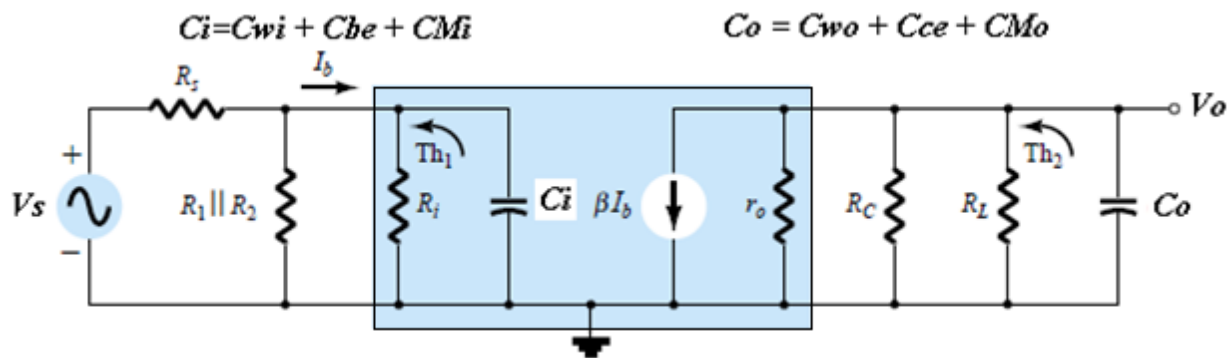 Ci=Cwi + Cbe + CMi
Co = Cwo + Cce + CMo
Rs
Ib
Vo
+
Th1
Th2
Vs
R1||R2
Ri
Ci
βIb
ro
RC
RL
Co
−